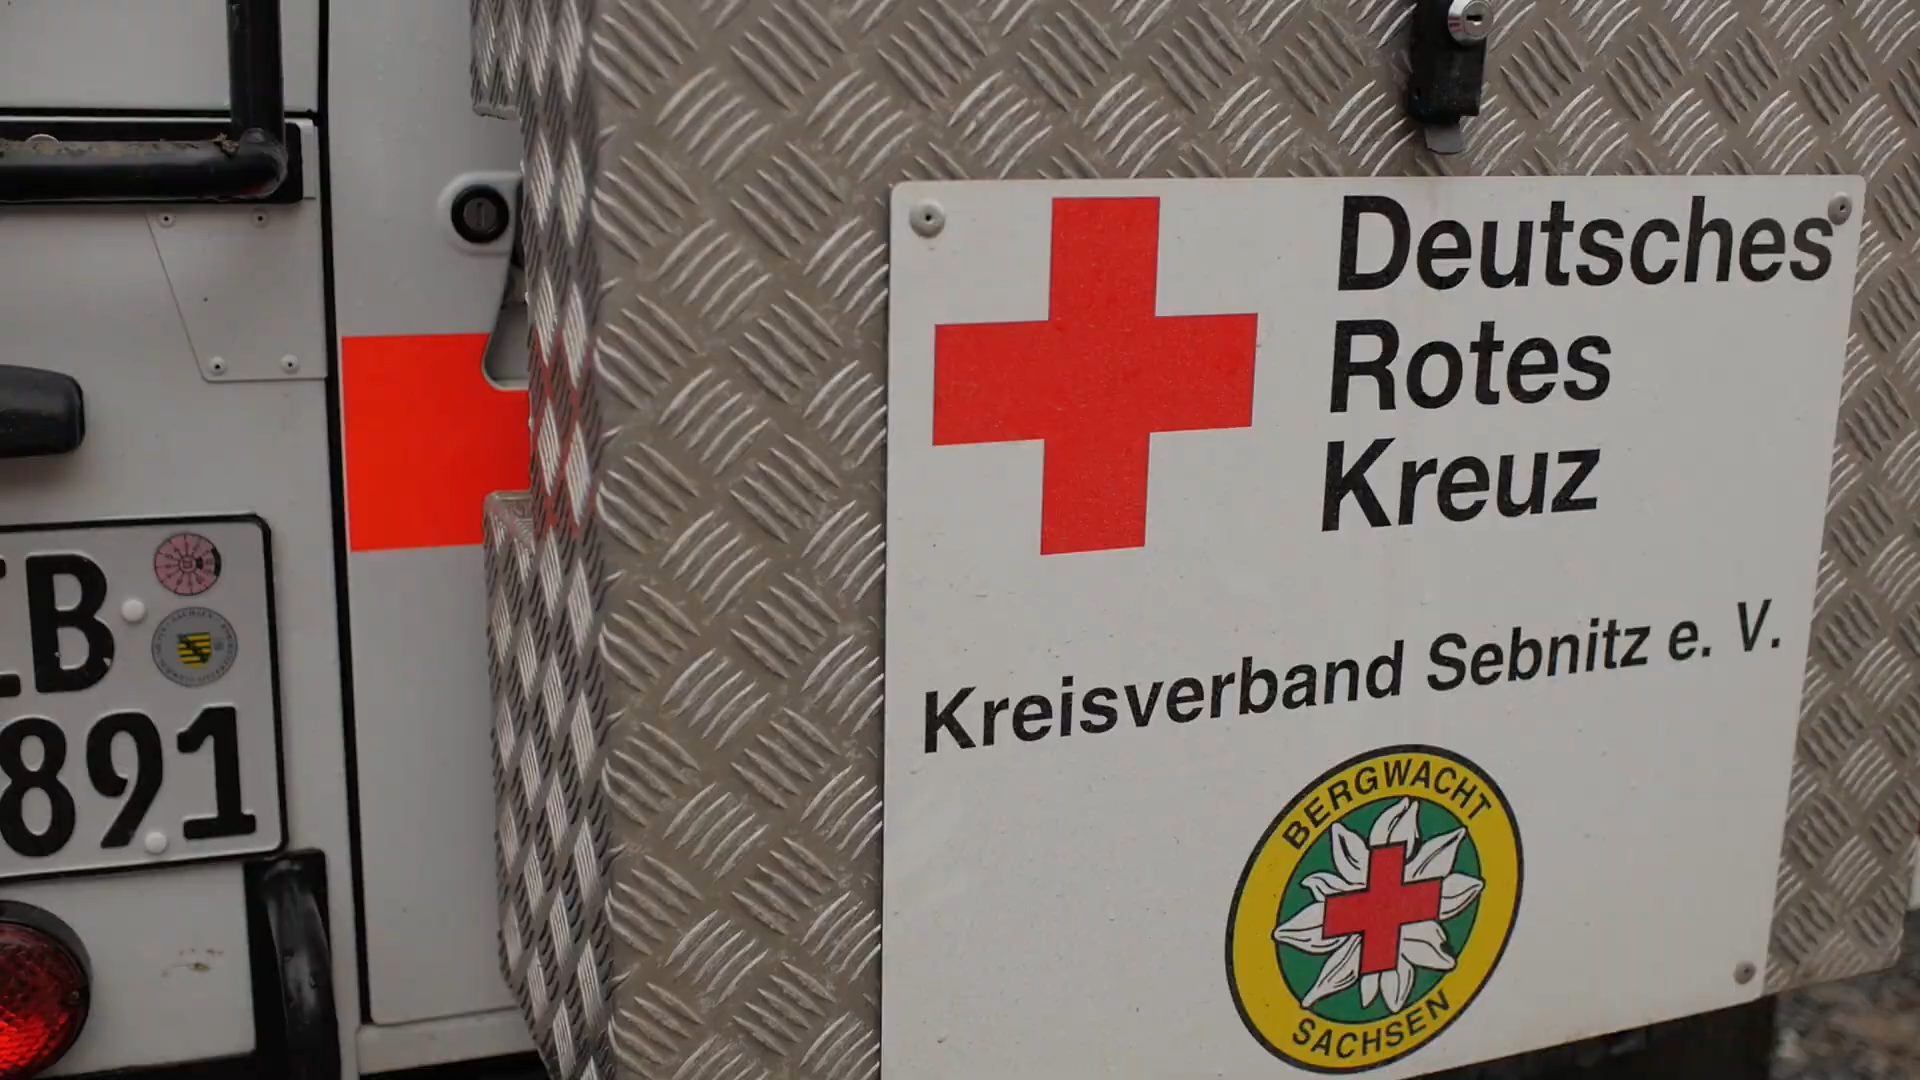 Deutsches
Rotes
Kreuz
Kreisverband Sebnitz e. V.
BERGWACHT
SACHSEN
B
891